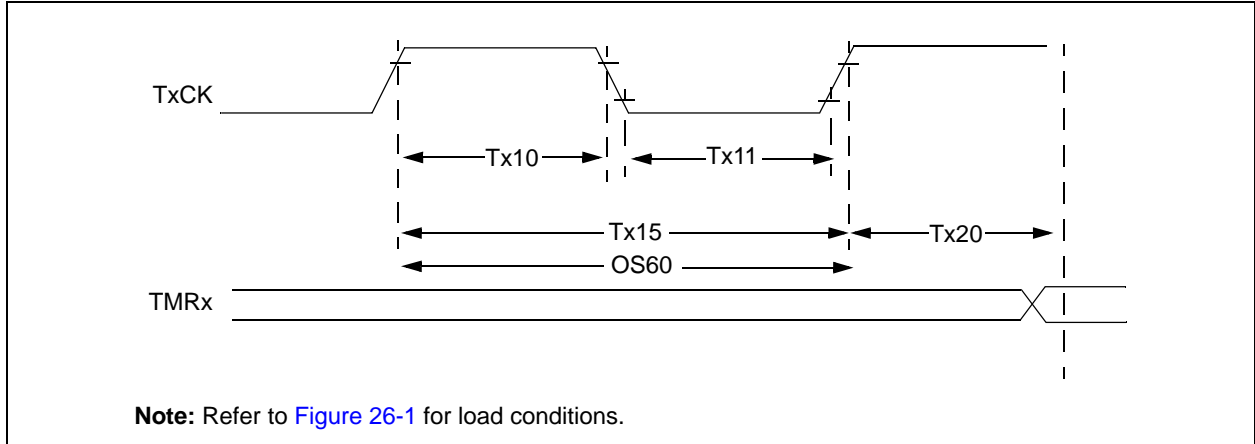 TxCK
Tx10
Tx11
Tx15
Tx20
OS60
TMRx
Note: Refer to Figure 26-1 for load conditions.